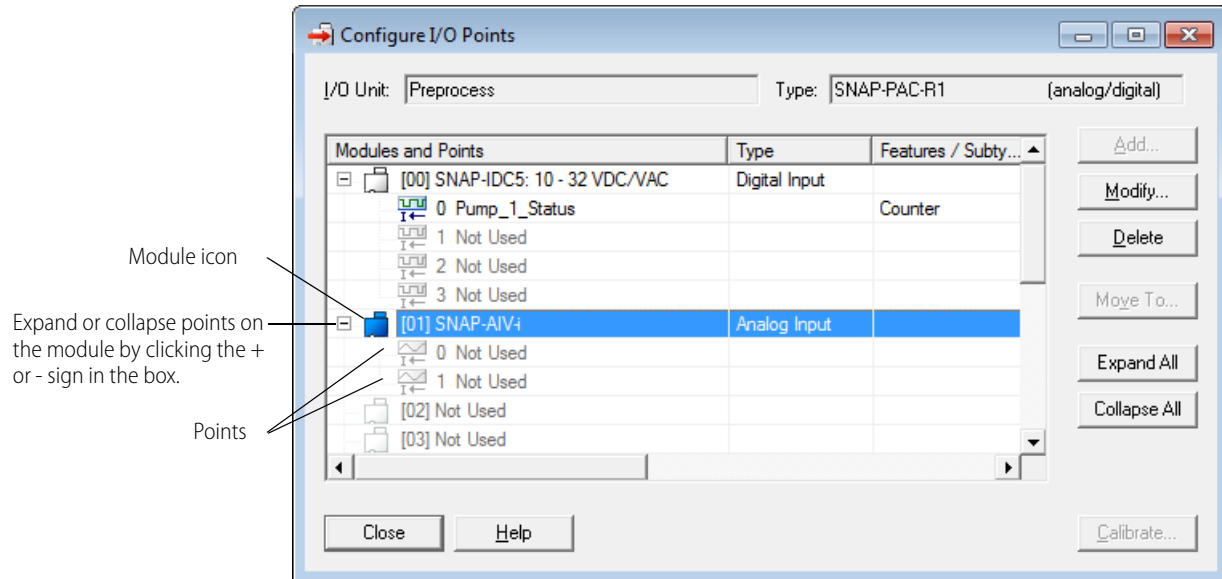 Configure I/O Points
I/O Unit: Preprocess Type: SNAP-PAC-R1 (analog/digital)
Modules and Points Type Features / Subty...
[00] SNAP-IDC5: 10 - 32 VDC/VAC Digital Input
0 Pump_1_Status Counter
1 Not Used
2 Not Used
3 Not Used
[01] SNAP-AIV-i Analog Input
0 Not Used
1 Not Used
[02] Not Used
[03] Not Used
Add...
Modify...
Delete
Move To...
Expand All
Collapse All
Close Help Calibrate...
Module icon
Expand or collapse points on
the module by clicking the +
or - sign in the box.
Points